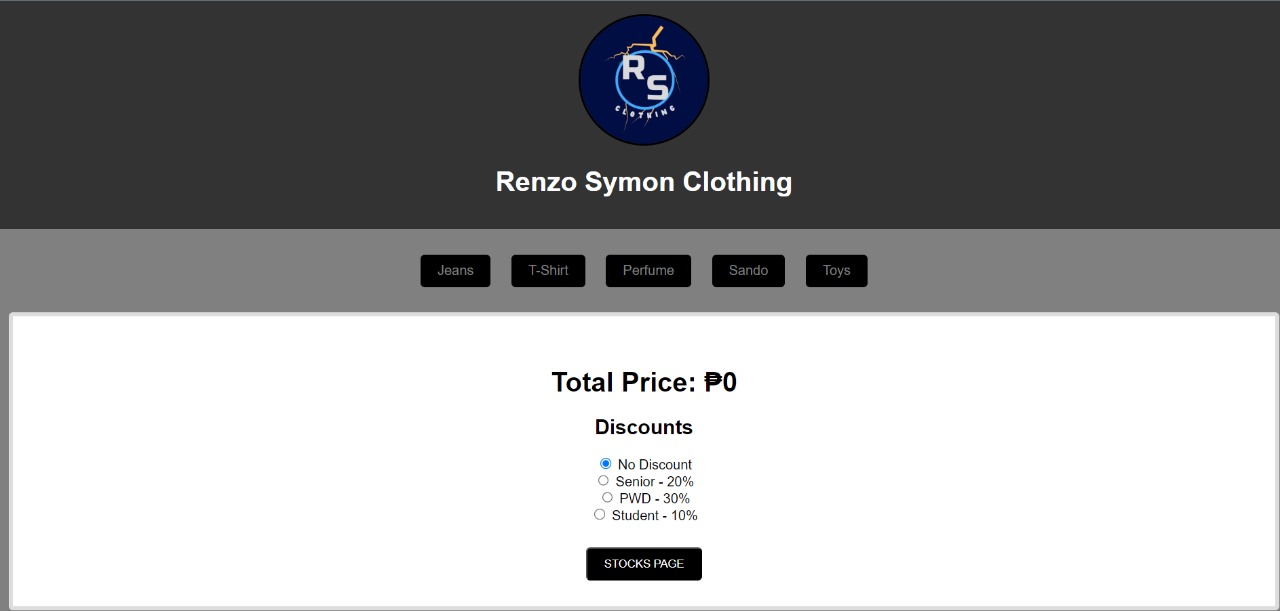 R
S
CLOTHING
Renzo Symon Clothing
Jeans T-Shirt Perfume Sando Toys
Total Price: ₱0
Discounts
No Discount
Senior - 20%
PWD - 30%
Student - 10%
STOCKS PAGE